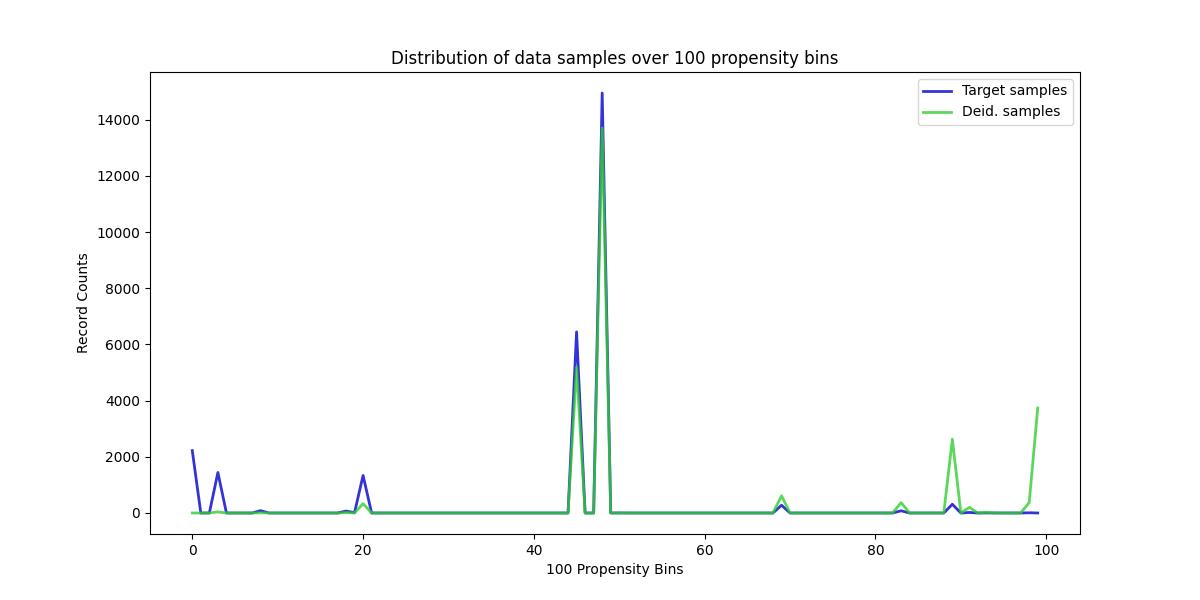 Distribution of data samples over 100 propensity bins
Target samples
Deid. samples
14000
12000
10000
8000
6000
4000
2000
0
Record Counts
0 20 40 60 80 100
100 Propensity Bins